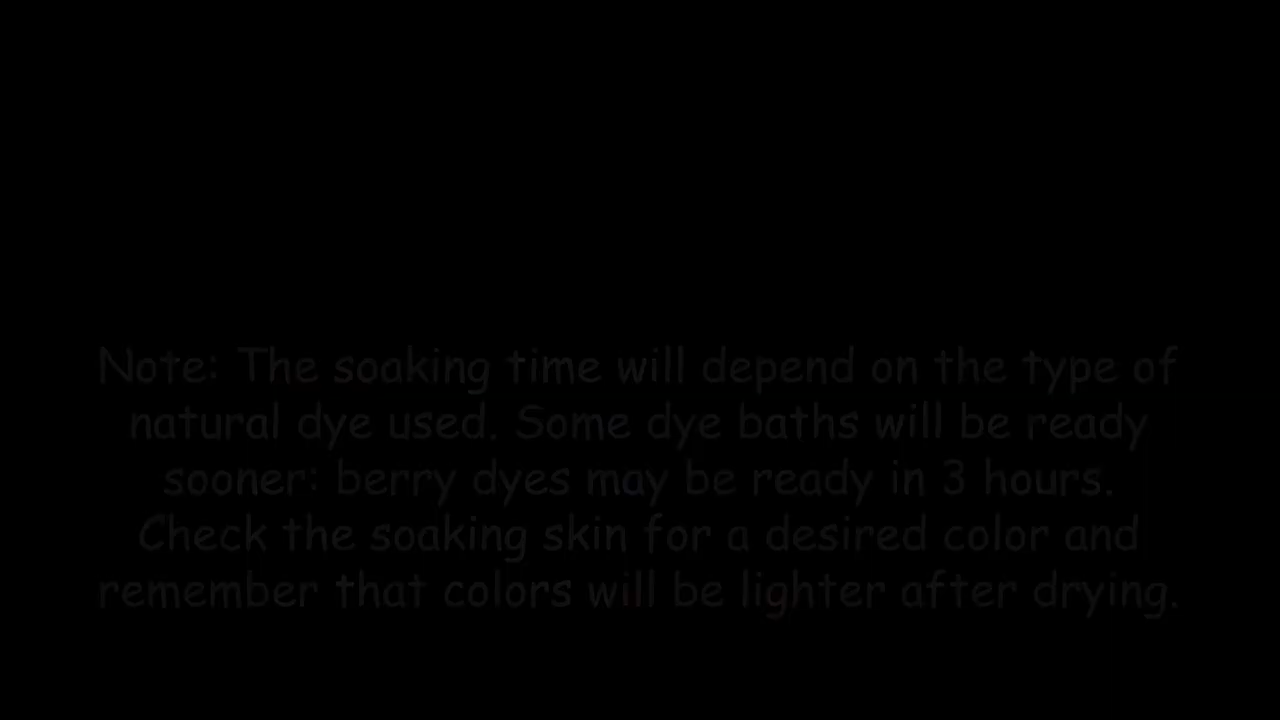 Note: The soaking time will depend on the type of
natural dye used. Some dye baths will be ready
sooner: berry dyes may be ready in 3 hours.
Check the soaking skin for a desired color and
remember that colors will be lighter after drying.